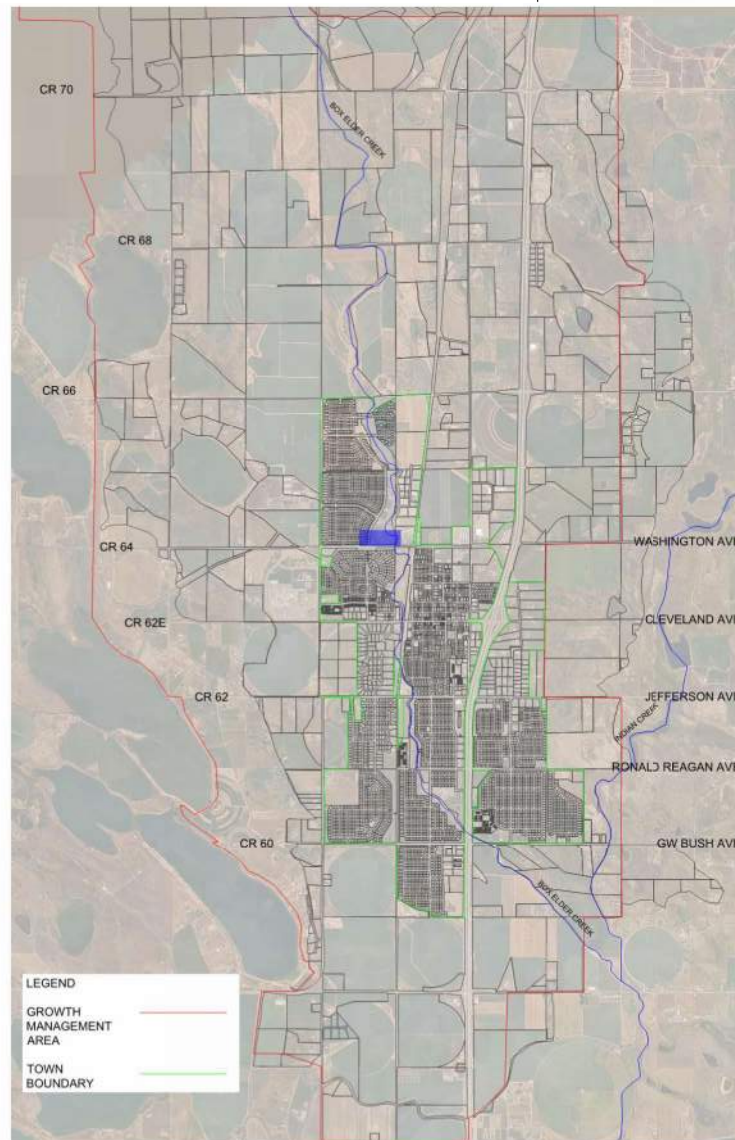 CR 70
BOX ELDER CREEK
CR 68
CR 66
CR 64
WASHINGTON AVE
CR 62E
CLEVELAND AVE
CR 62
JEFFERSON AVE
INDIAN CREEK
RONALD REAGAN AVE
CR 60
GW BUSH AVE
BOX ELDER CREEK
LEGEND
GROWTH
MANAGEMENT
AREA
TOWN
BOUNDARY